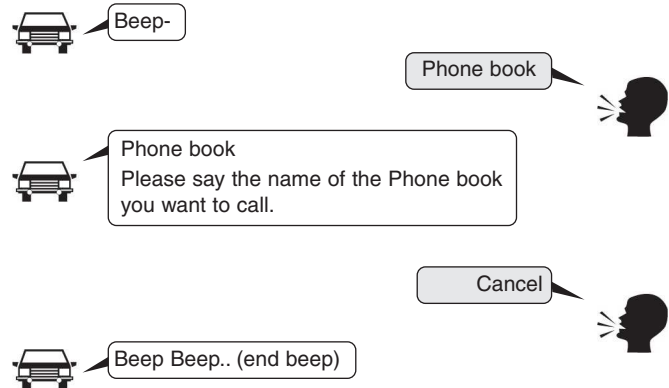 Beep-
Phone book
Phone book
Please say the name of the Phone book
you want to call.
Cancel
Beep Beep.. (end beep)